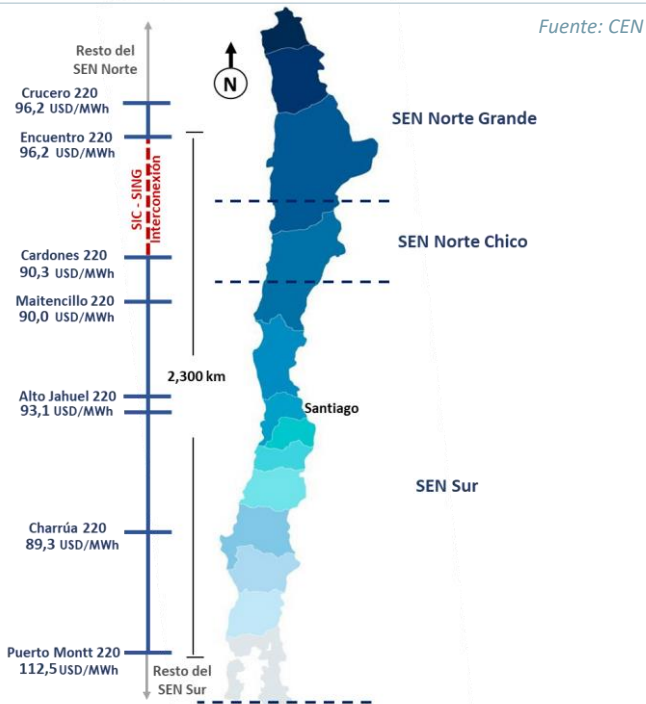 Fuente: CEN
Resto del
SEN Norte
N
Crucero 220
96,2 USD/MWh
SEN Norte Grande
Encuentro 220
96,2 USD/MWh
SIC - SING
Interconexión
SEN Norte Chico
Cardones 220
90,3 USD/MWh
Maitencillo 220
90,0 USD/MWh
2,300 km
Alto Jahuel 220
93,1 USD/MWh
Santiago
SEN Sur
Charrúa 220
89,3 USD/MWh
Puerto Montt 220
112,5 USD/MWh
Resto del
SEN Sur